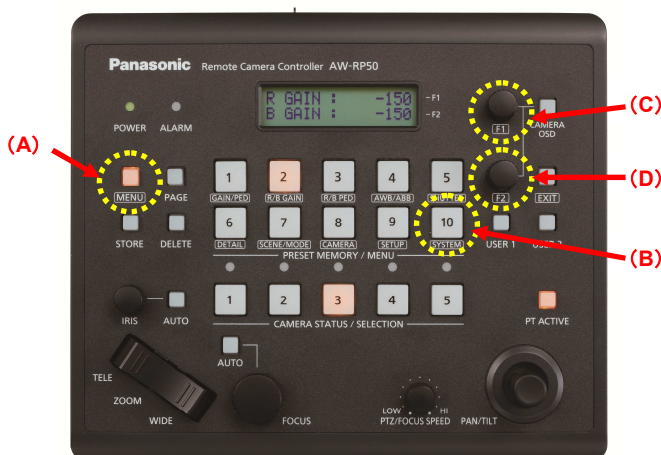 Panasonic Remote Camera Controller AW-RP50
R GAIN : -150 -F1
B GAIN : -150 -F2
(C)
F1
CAMERA
OSD
POWER ALARM
(A)
1 2 3 4 5
(D)
MENU PAGE
GAIN/PED R/B GAIN R/B PED AWB/ABB
F2 EXIT
6 7 8 9 10
STORE DELETE
DETAIL SCENE/MODE CAMERA SETUP SYSTEM
USER 1 USER 2
PRESET MEMORY / MENU
(B)
1 2 3 4 5
IRIS AUTO
PT ACTIVE
CAMERA STATUS / SELECTION
AUTO
TELE
ZOOM
WIDE
FOCUS
LOW HI
PTZ/FOCUS SPEED
PAN/TILT